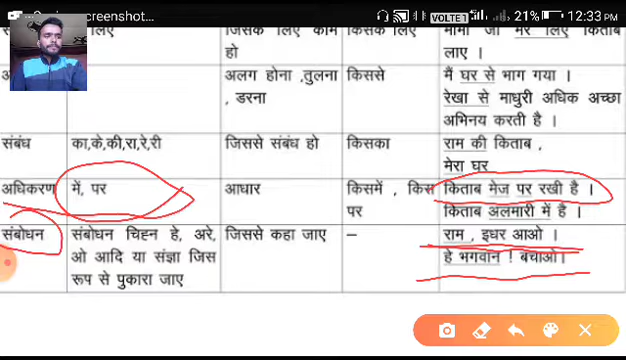 screenshot...
VOLTE 21% 12:33 PM
लिए जिसके लिए काम किसके लिए मामा जी मेरे लिए किताब
हो लाए ।
अलग होना ,तुलना किससे मैं घर से भाग गया ।
, डरना रेखा से माधुरी अधिक अच्छा
अभिनय करती है ।
संबंध का,के,की,रा,रे,री जिससे संबंध हो किसका राम की किताब ,
मेरा घर
अधिकरण में, पर आधार किसमें , किस किताब मेज पर रखी है ।
पर किताब अलमारी में है ।
संबोधन संबोधन चिह्न हे, अरे, जिससे कहा जाए – राम , इधर आओ ।
ओ आदि या संज्ञा जिस हे भगवान ! बचाओ।
रूप से पुकारा जाए